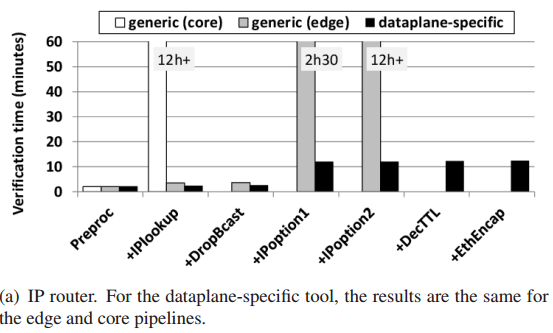 generic (core) generic (edge) dataplane-specific
Verification time (minutes)
60
50
40
30
20
10
0
12h+ 2h30 12h+
Preproc
+IPlookup
+DropBcast
+IPoption1
+IPoption2
+DecTTL
+EthEncap
(a) IP router. For the dataplane-specific tool, the results are the same for
the edge and core pipelines.